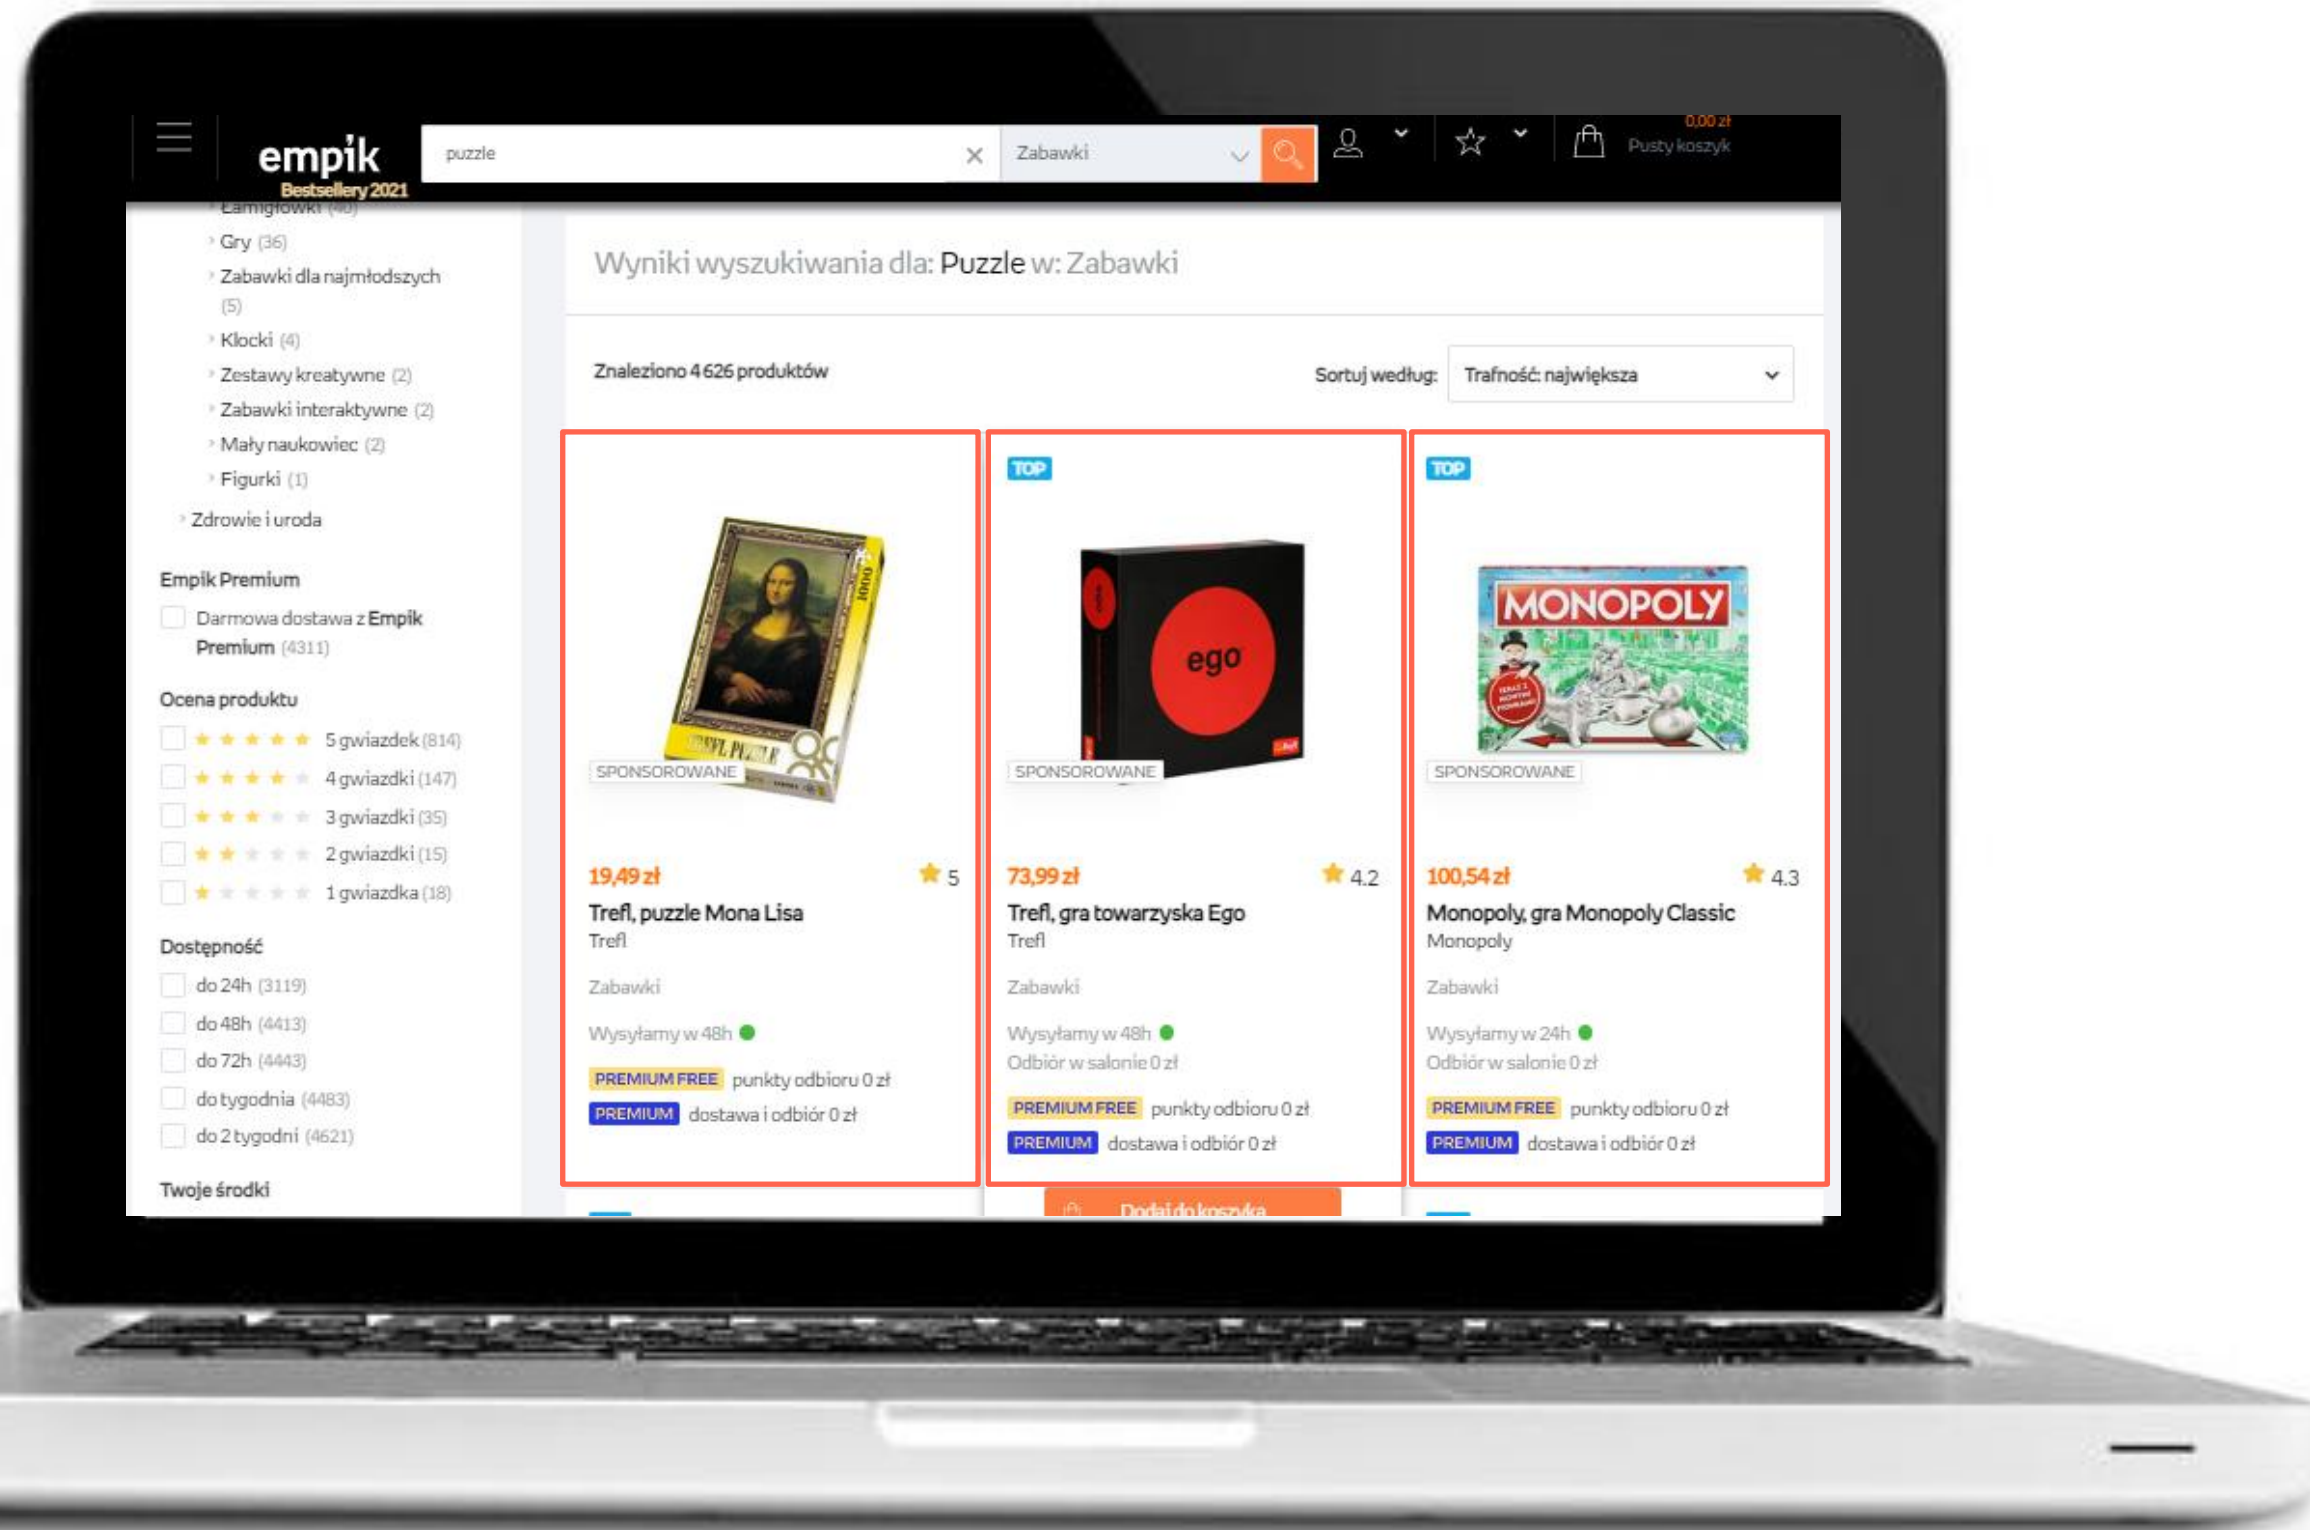 0,00 zł
empik
puzzle
Zabawki
Pusty koszyk
Bestsellery 2021
Łamigłówki (40)
Gry (36)
Zabawki dla najmłodszych
(5)
Klocki (4)
Zestawy kreatywne (2)
Zabawki interaktywne (2)
Mały naukowiec (2)
Figurki (1)
Zdrowie i uroda
Empik Premium
Darmowa dostawa z Empik
Premium (4311)
Ocena produktu
5 gwiazdek (814)
4 gwiazdki (147)
3 gwiazdki (35)
2 gwiazdki (15)
1 gwiazdka (18)
Dostępność
do 24h (3119)
do 48h (4413)
do 72h (4443)
do tygodnia (4483)
do 2 tygodni (4621)
Twoje środki
Wyniki wyszukiwania dla: Puzzle w: Zabawki
Znaleziono 4 626 produktów
Sortuj według:
Trafność: największa
1000
TREFL PUZZLE
SPONSOROWANE
19,49 zł
5
Trefl, puzzle Mona Lisa
Trefl
Zabawki
Wysyłamy w 48h
PREMIUM FREE punkty odbioru 0 zł
PREMIUM dostawa i odbiór 0 zł
TOP
ego
SPONSOROWANE
73,99 zł
4.2
Trefl, gra towarzyska Ego
Trefl
Zabawki
Wysyłamy w 48h
Odbiór w salonie 0 zł
PREMIUM FREE punkty odbioru 0 zł
PREMIUM dostawa i odbiór 0 zł
Dodaj do koszyka
TOP
MONOPOLY
TERAZ Z
NOWYMI
PIONKAMI
SPONSOROWANE
100,54 zł
4.3
Monopoly, gra Monopoly Classic
Monopoly
Zabawki
Wysyłamy w 24h
Odbiór w salonie 0 zł
PREMIUM FREE punkty odbioru 0 zł
PREMIUM dostawa i odbiór 0 zł